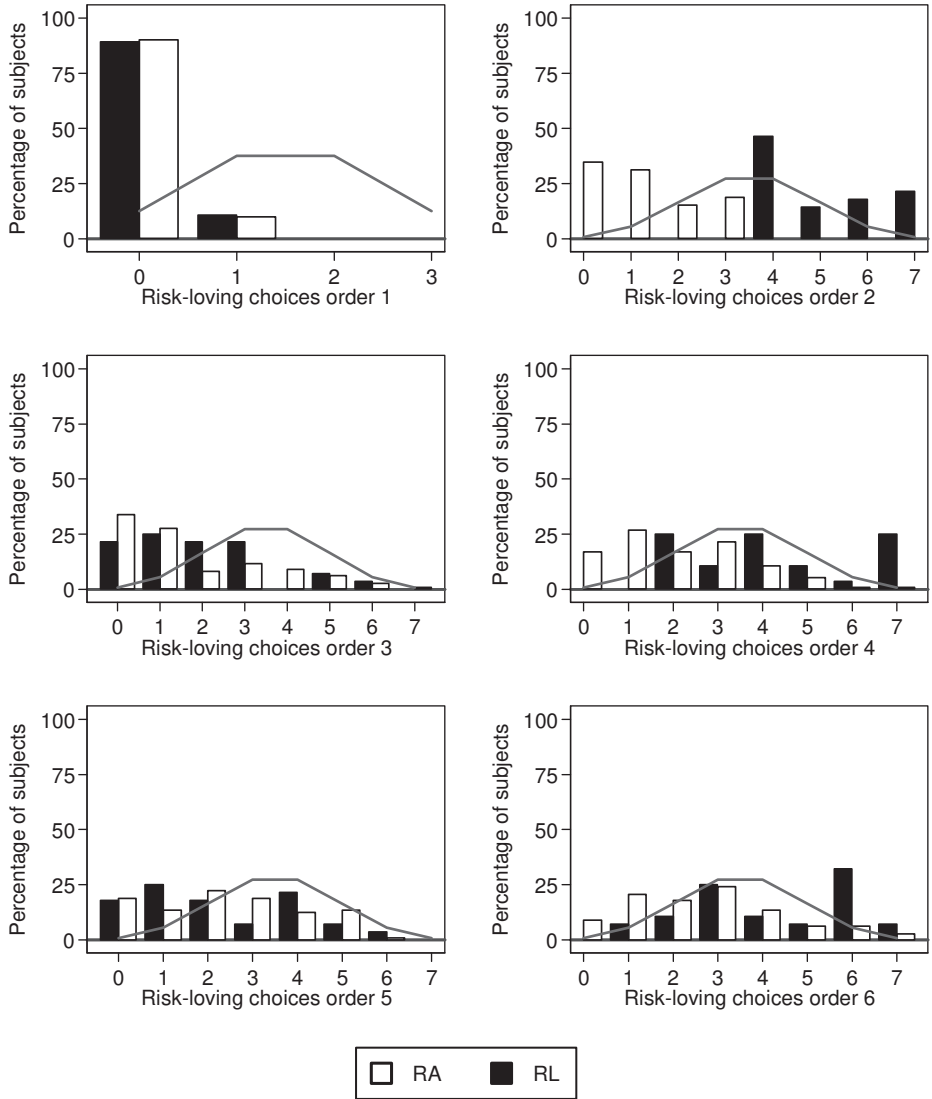 Percentage of subjects
100
75
50
25
0
0 1 2 3
Risk-loving choices order 1
Percentage of subjects
100
75
50
25
0
0 1 2 3 4 5 6 7
Risk-loving choices order 2
Percentage of subjects
100
75
50
25
0
0 1 2 3 4 5 6 7
Risk-loving choices order 3
Percentage of subjects
100
75
50
25
0
0 1 2 3 4 5 6 7
Risk-loving choices order 4
Percentage of subjects
100
75
50
25
0
0 1 2 3 4 5 6 7
Risk-loving choices order 5
Percentage of subjects
100
75
50
25
0
0 1 2 3 4 5 6 7
Risk-loving choices order 6
RA RL